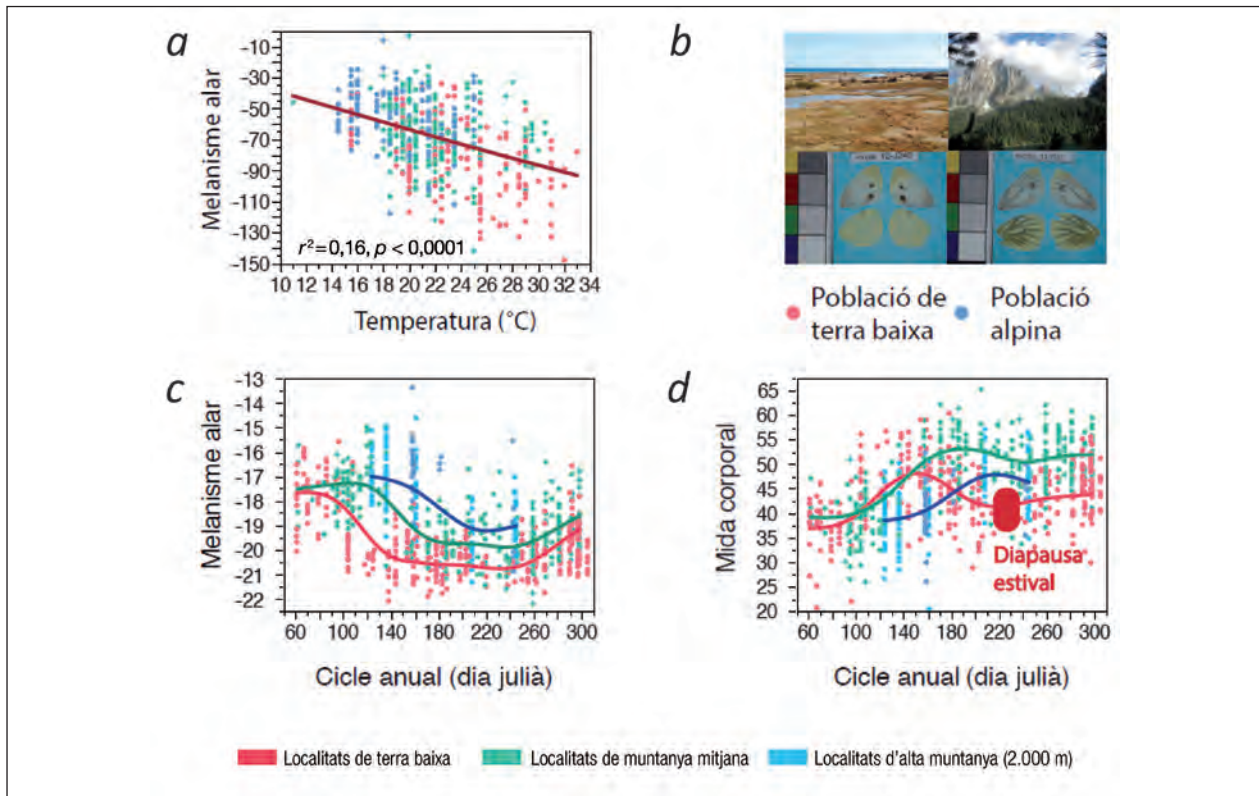 a
-10
-30
-50
-70
-90
-110
-130
-150
Melanisme alar
r²=0,16, p < 0,0001
10 12 14 16 18 20 22 24 26 28 30 32 34
Temperatura (°C)
b
Població de
terra baixa
Població
alpina
c
-13
-14
-15
-16
-17
-18
-19
-20
-21
-22
Melanisme alar
60 100 140 180 220 260 300
Cicle anual (dia julià)
d
65
60
55
50
45
40
35
30
25
20
Mida corporal
Diapausa
estival
60 100 140 180 220 260 300
Cicle anual (dia julià)
Localitats de terra baixa
Localitats de muntanya mitjana
Localitats d'alta muntanya (2.000 m)